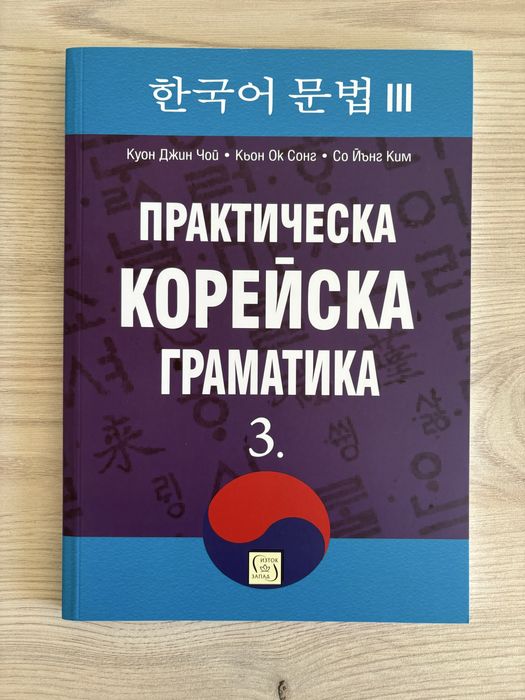 한국어 문법 III
Куон Джин Чой • Кьон Ок Сонг • Со Йънг Ким
ПРАКТИЧЕСКА
КОРЕЙСКА
ГРАМАТИКА
3.
ИЗТОК
ЗАПАД